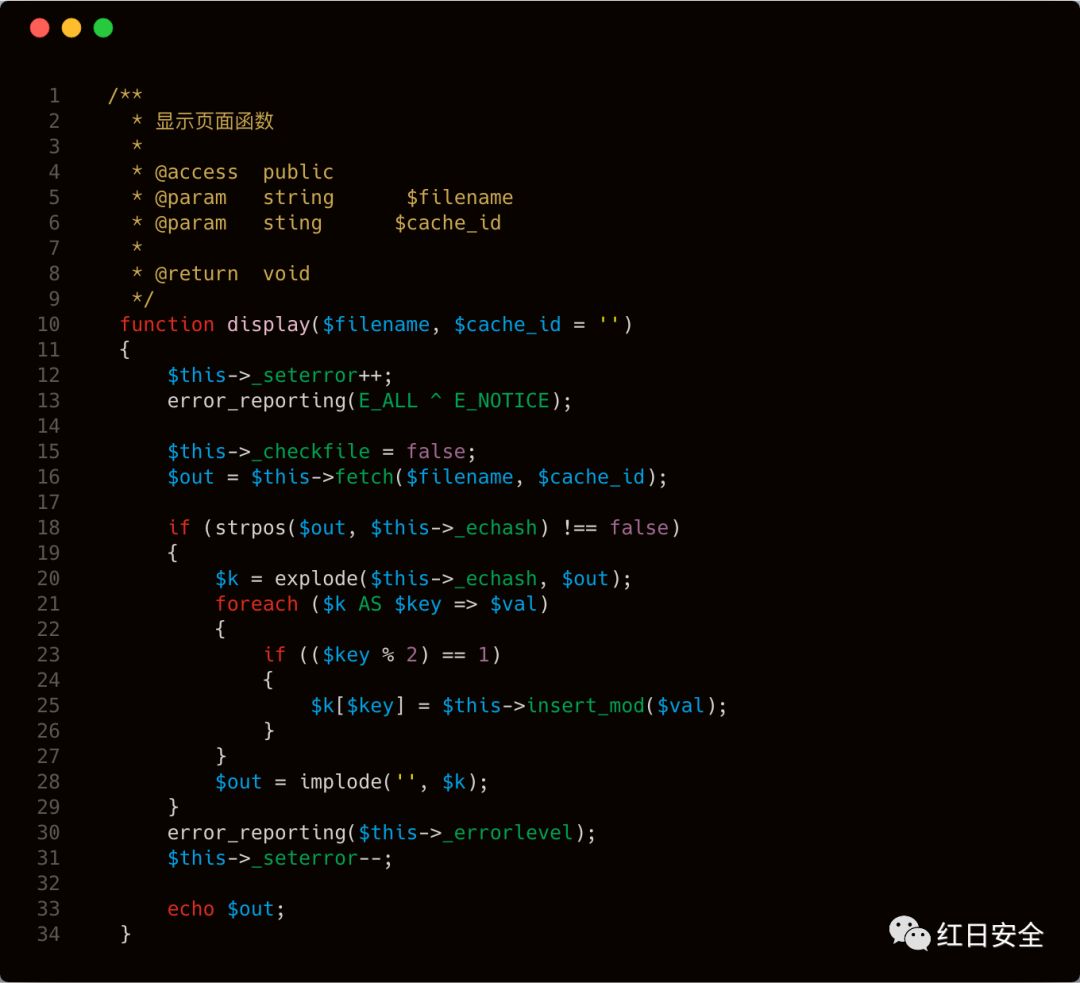 1    /**
2      * 显示页面函数
3      *
4      * @access  public
5      * @param   string      $filename
6      * @param   sting      $cache_id
7      *
8      * @return  void
9      */
10     function display($filename, $cache_id = '')
11     {
12         $this->_seterror++;
13         error_reporting(E_ALL ^ E_NOTICE);
14
15         $this->_checkfile = false;
16         $out = $this->fetch($filename, $cache_id);
17
18         if (strpos($out, $this->_echash) !== false)
19         {
20             $k = explode($this->_echash, $out);
21             foreach ($k AS $key => $val)
22             {
23                 if (($key % 2) == 1)
24                 {
25                     $k[$key] = $this->insert_mod($val);
26                 }
27             }
28             $out = implode('', $k);
29         }
30         error_reporting($this->_errorlevel);
31         $this->_seterror--;
32
33         echo $out;
34     }
红日安全